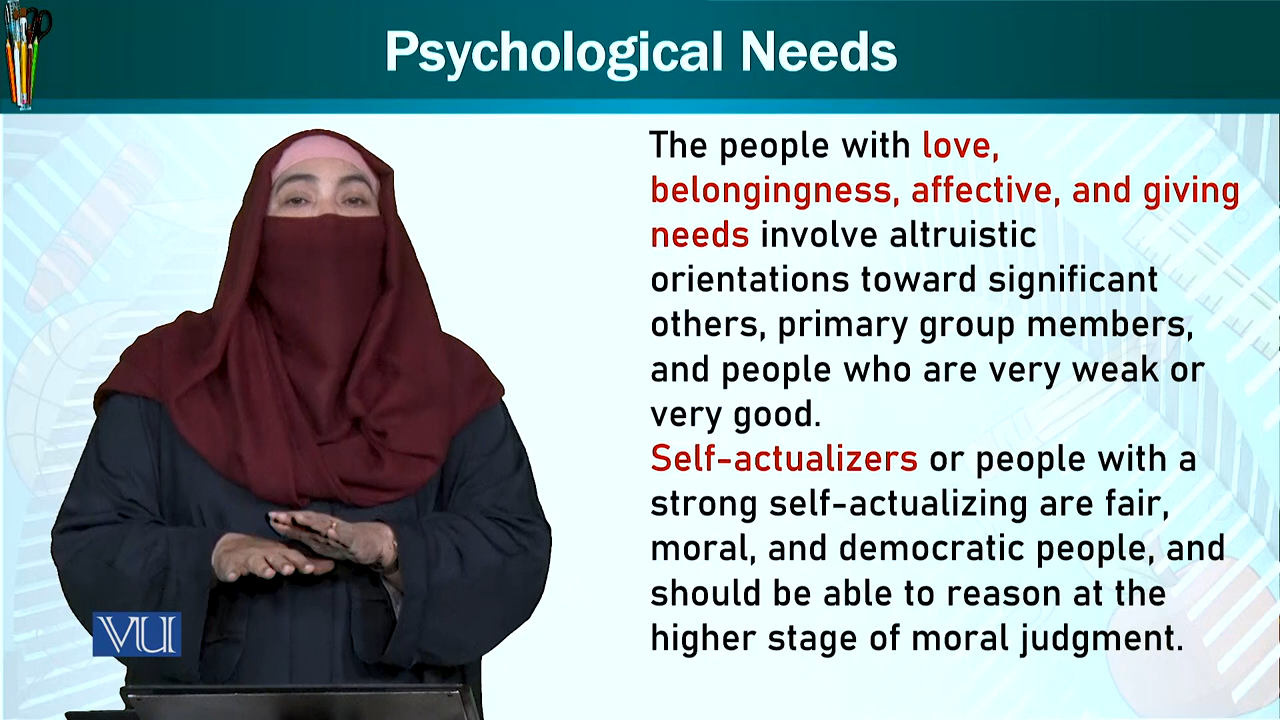 Psychological Needs
The people with love,
belongingness, affective, and giving
needs involve altruistic
orientations toward significant
others, primary group members,
and people who are very weak or
very good.
Self-actualizers or people with a
strong self-actualizing are fair,
moral, and democratic people, and
should be able to reason at the
higher stage of moral judgment.
VU